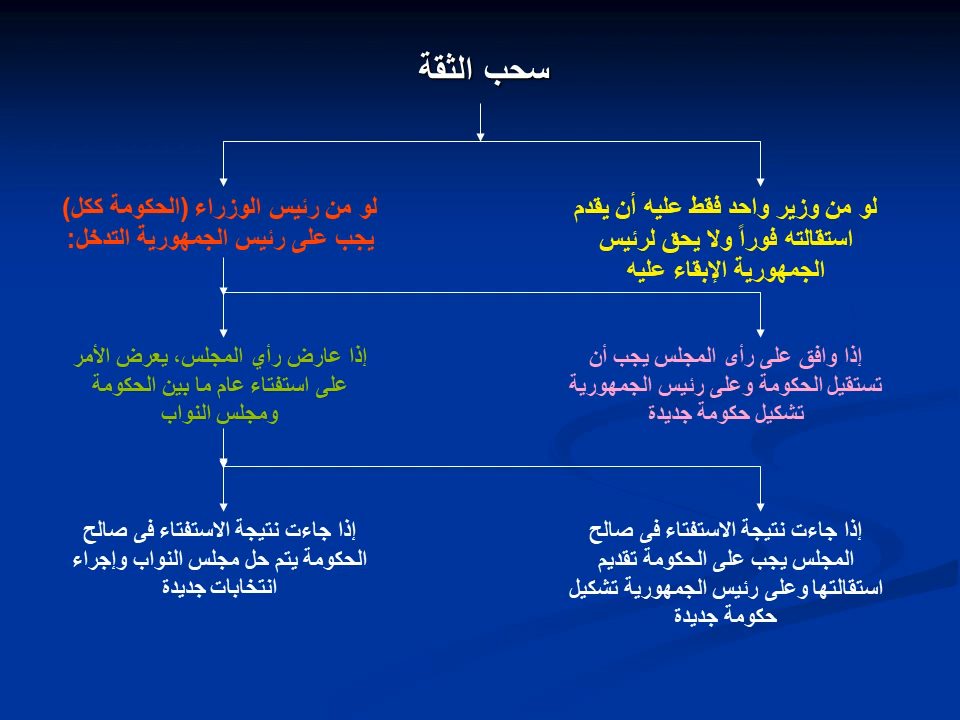 سحب الثقة
لو من وزير واحد فقط عليه أن يقدم
استقالته فوراً ولا يحق لرئيس
الجمهورية الإبقاء عليه
لو من رئيس الوزراء (الحكومة ككل)
يجب على رئيس الجمهورية التدخل:
إذا وافق على رأى المجلس يجب أن
تستقيل الحكومة وعلى رئيس الجمهورية
تشكيل حكومة جديدة
إذا عارض رأي المجلس، يعرض الأمر
على استفتاء عام ما بين الحكومة
ومجلس النواب
إذا جاءت نتيجة الاستفتاء فى صالح
المجلس يجب على الحكومة تقديم
استقالتها وعلى رئيس الجمهورية تشكيل
حكومة جديدة
إذا جاءت نتيجة الاستفتاء فى صالح
الحكومة يتم حل مجلس النواب وإجراء
انتخابات جديدة